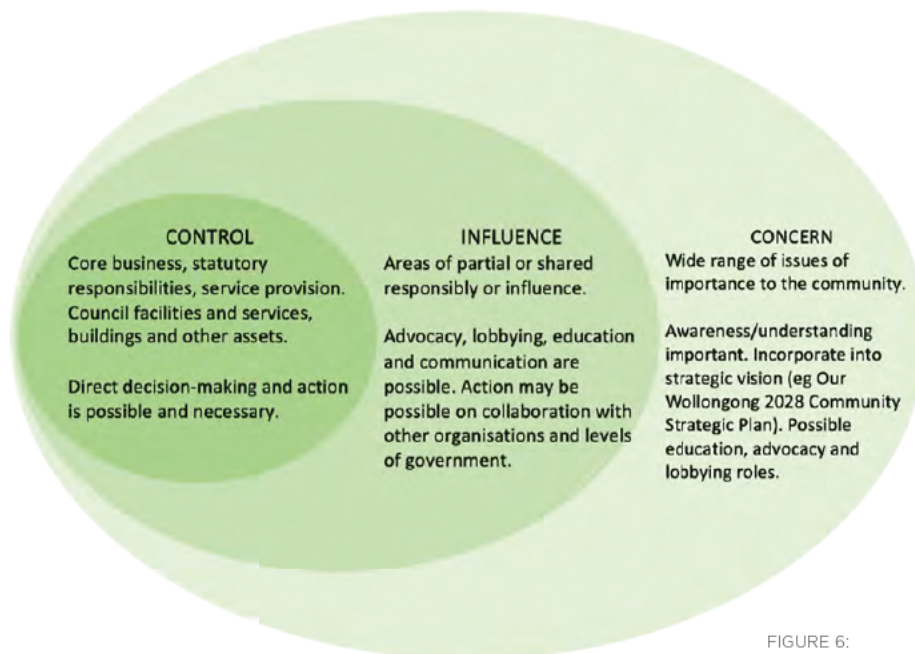 CONTROL
Core business, statutory
responsibilities, service provision.
Council facilities and services,
buildings and other assets.
Direct decision-making and action
is possible and necessary.
INFLUENCE
Areas of partial or shared
responsibly or influence.
Advocacy, lobbying, education
and communication are
possible. Action may be
possible on collaboration with
other organisations and levels
of government.
CONCERN
Wide range of issues of
importance to the community.
Awareness/understanding
important. Incorporate into
strategic vision (eg Our
Wollongong 2028 Community
Strategic Plan). Possible
education, advocacy and
lobbying roles.
FIGURE 6: